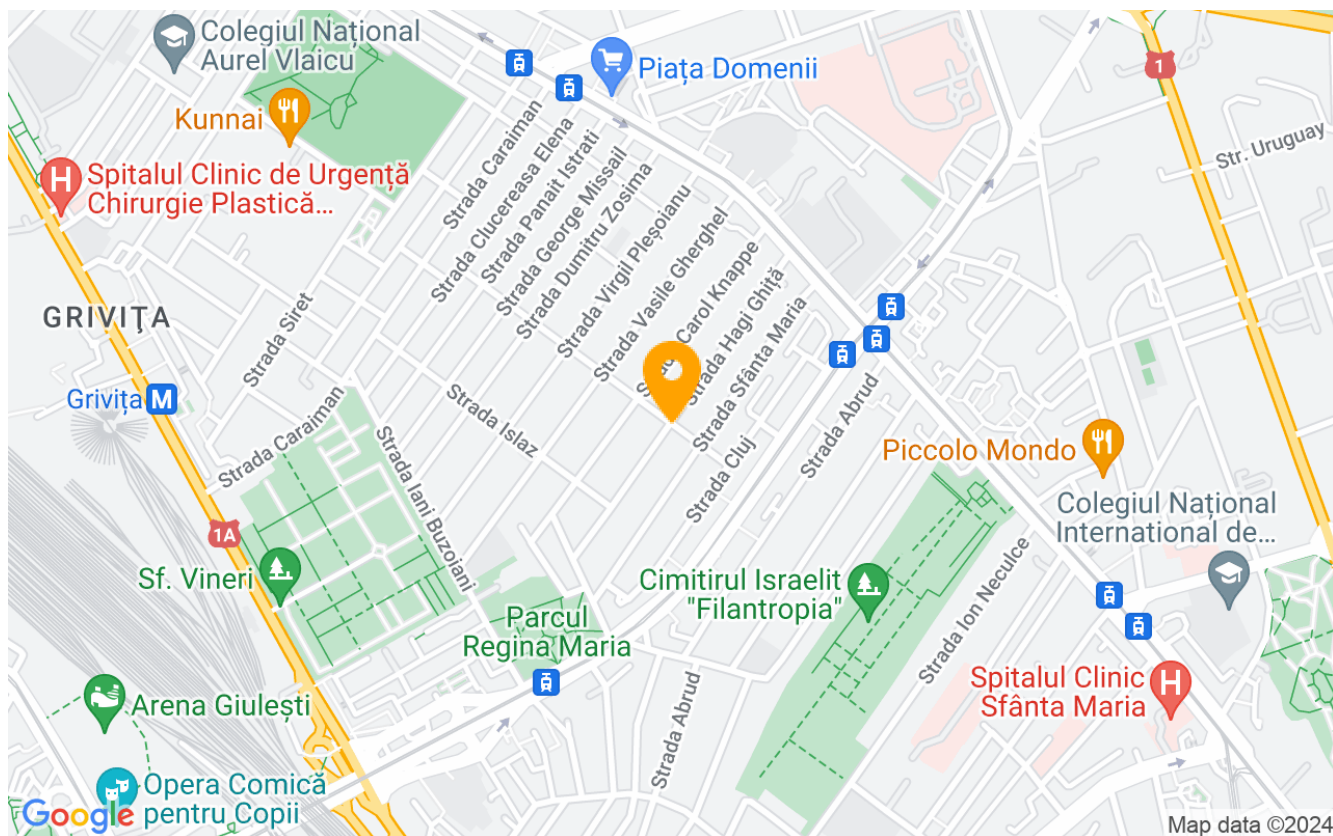 Colegiul Național
Aurel Vlaicu
Piața Domenii
1
Kunnai
Str. Uruguay
H
Spitalul Clinic de Urgență
Chirurgie Plastică...
Strada Caraiman
Strada Clucereasa Elena
Strada Panait Istrati
Strada George Missail
Strada Dumitru Zosima
Strada Virgil Pleșoianu
Strada Vasile Gherghel
Carol Knappe
Strada Hagi Ghiță
Strada Sfânta Maria
GRIVIȚA
Strada Siret
Grivița M
Strada Caraiman
Strada Islaz
Strada Iani Buzoiani
Strada Cluj
Strada Abrud
Piccolo Mondo
Colegiul Național
International de...
1A
Sf. Vineri
Cimitirul Israelit
"Filantropia"
Parcul
Regina Maria
Strada Ion Neculce
Strada Abrud
Spitalul Clinic
Sfânta Maria
H
Arena Giulești
Opera Comică
pentru Copii
Google
Map data ©2024